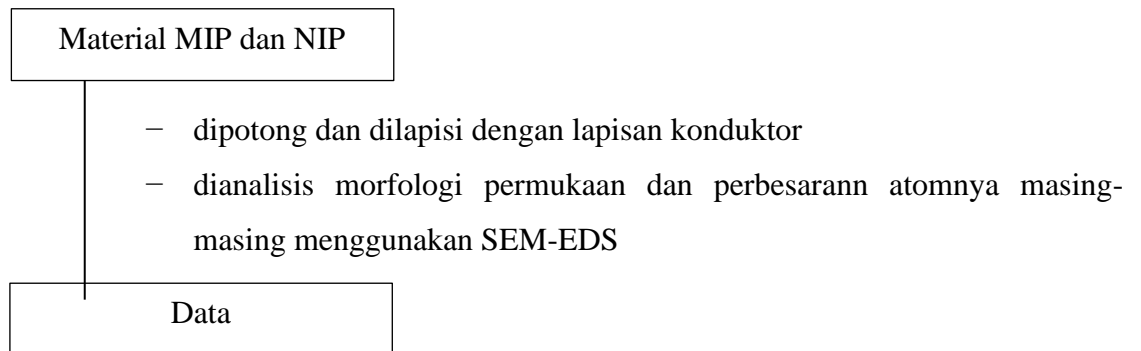 Material MIP dan NIP
− dipotong dan dilapisi dengan lapisan konduktor
− dianalisis morfologi permukaan dan perbesarann atomnya masing-
masing menggunakan SEM-EDS
Data